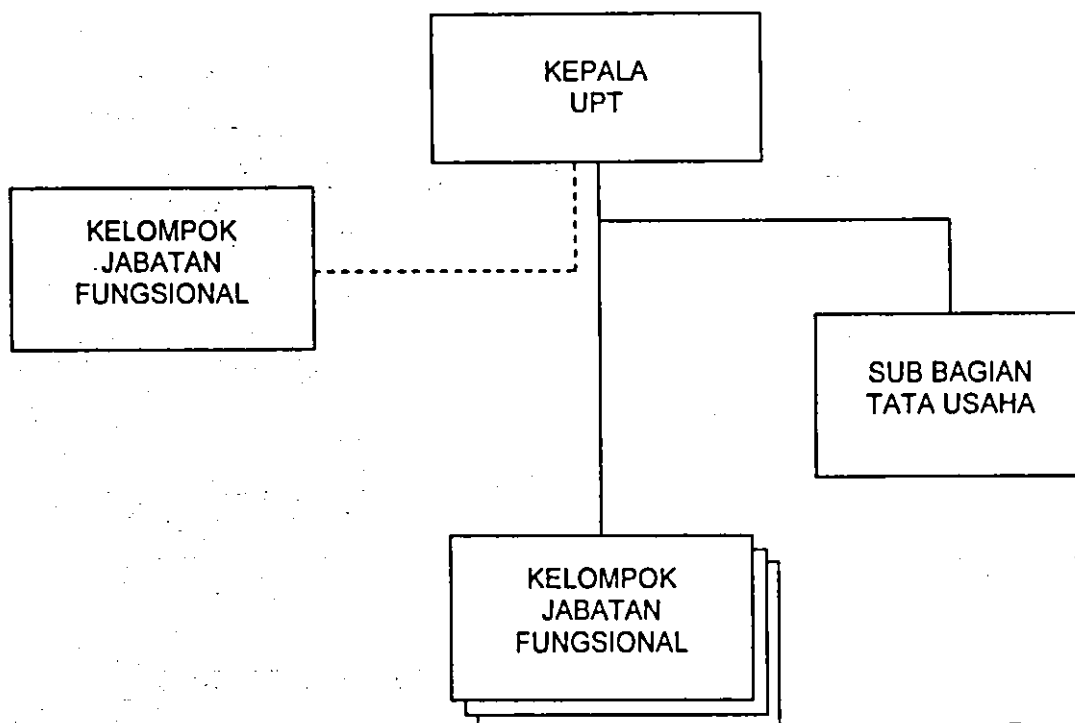 KEPALA
UPT
KELOMPOK
JABATAN
FUNGSIONAL
SUB BAGIAN
TATA USAHA
KELOMPOK
JABATAN
FUNGSIONAL